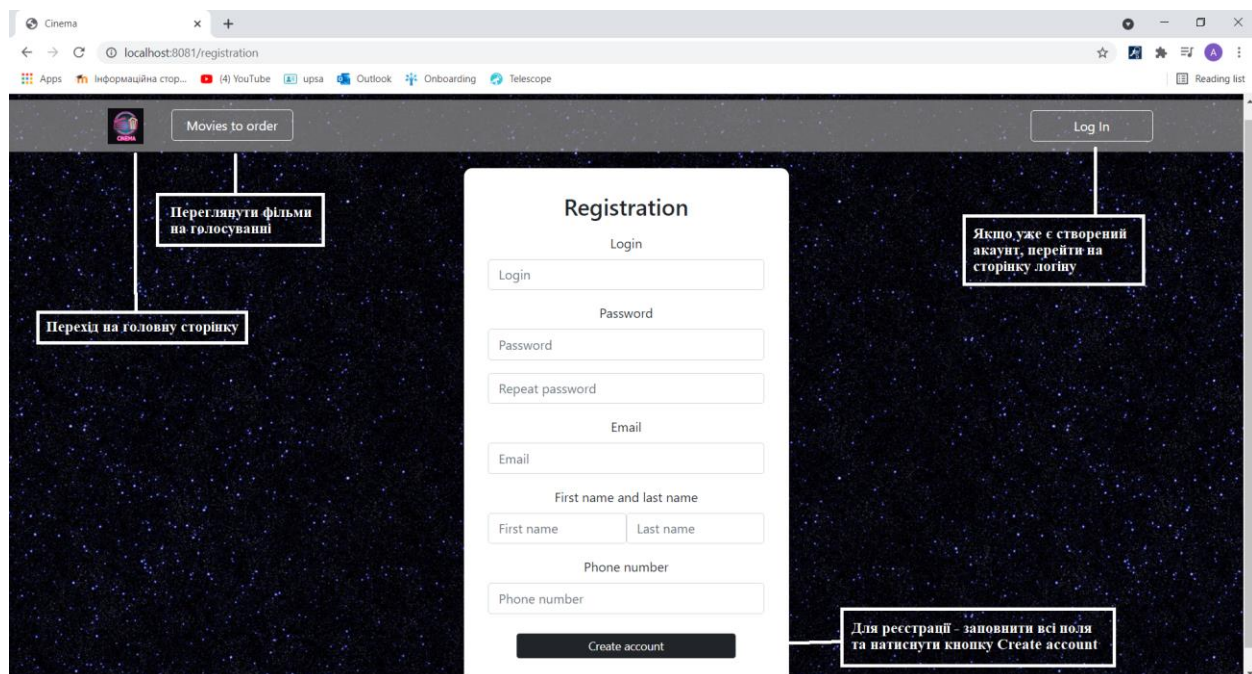 Cinema
localhost:8081/registration
Apps
Інформаційна стор...
(4) YouTube
upsa
Outlook
Onboarding
Telescope
Reading list
CINEMA
Movies to order
Log In
Переглянути фільми
на голосуванні
Перехід на головну сторінку
Якщо уже є створений
акаунт, перейти на
сторінку логіну
Registration
Login
Login
Password
Password
Repeat password
Email
Email
First name and last name
First name
Last name
Phone number
Phone number
Create account
Для реєстрації - заповнити всі поля
та натиснути кнопку Create account
A